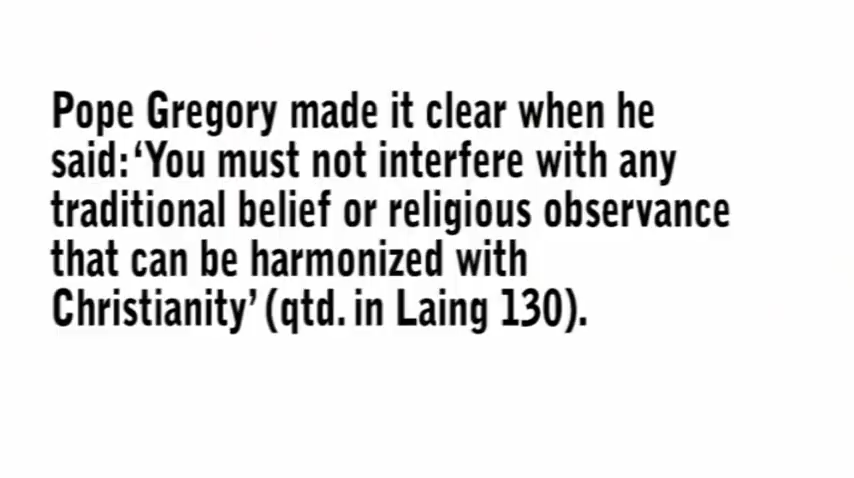 Pope Gregory made it clear when he
said: ‘You must not interfere with any
traditional belief or religious observance
that can be harmonized with
Christianity’ (qtd. in Laing 130).